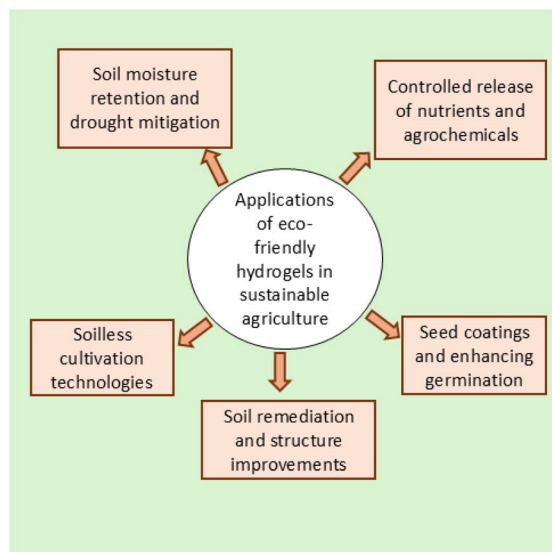 Soil moisture
retention and
drought mitigation
Controlled release
of nutrients and
agrochemicals
Applications
of eco-
friendly
hydrogels in
sustainable
agriculture
Soilless
cultivation
technologies
Seed coatings
and enhancing
germination
Soil remediation
and structure
improvements